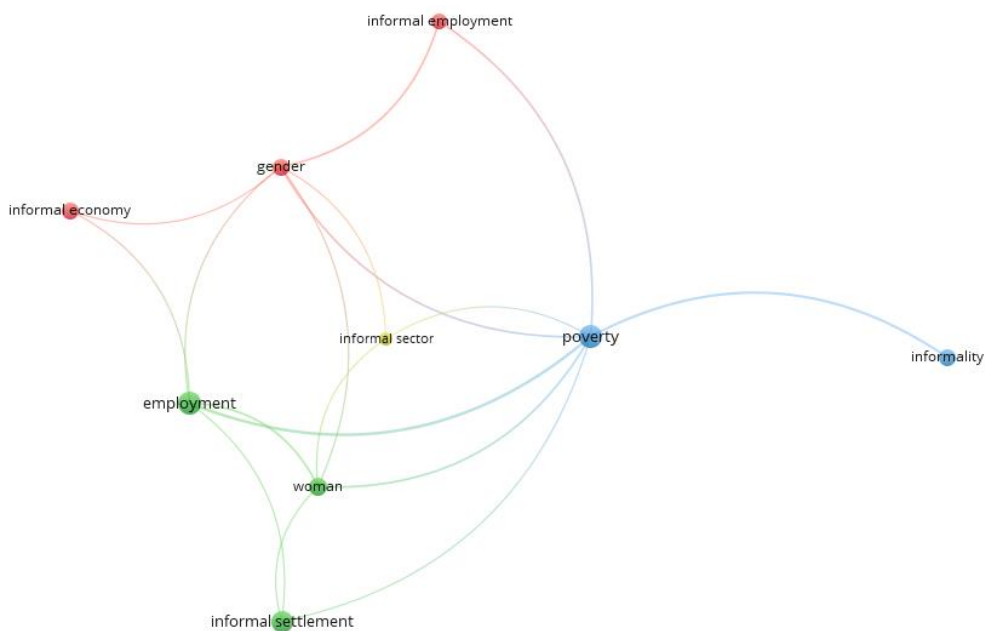 informal employment
gender
informal economy
informal sector
poverty
informality
employment
woman
informal settlement